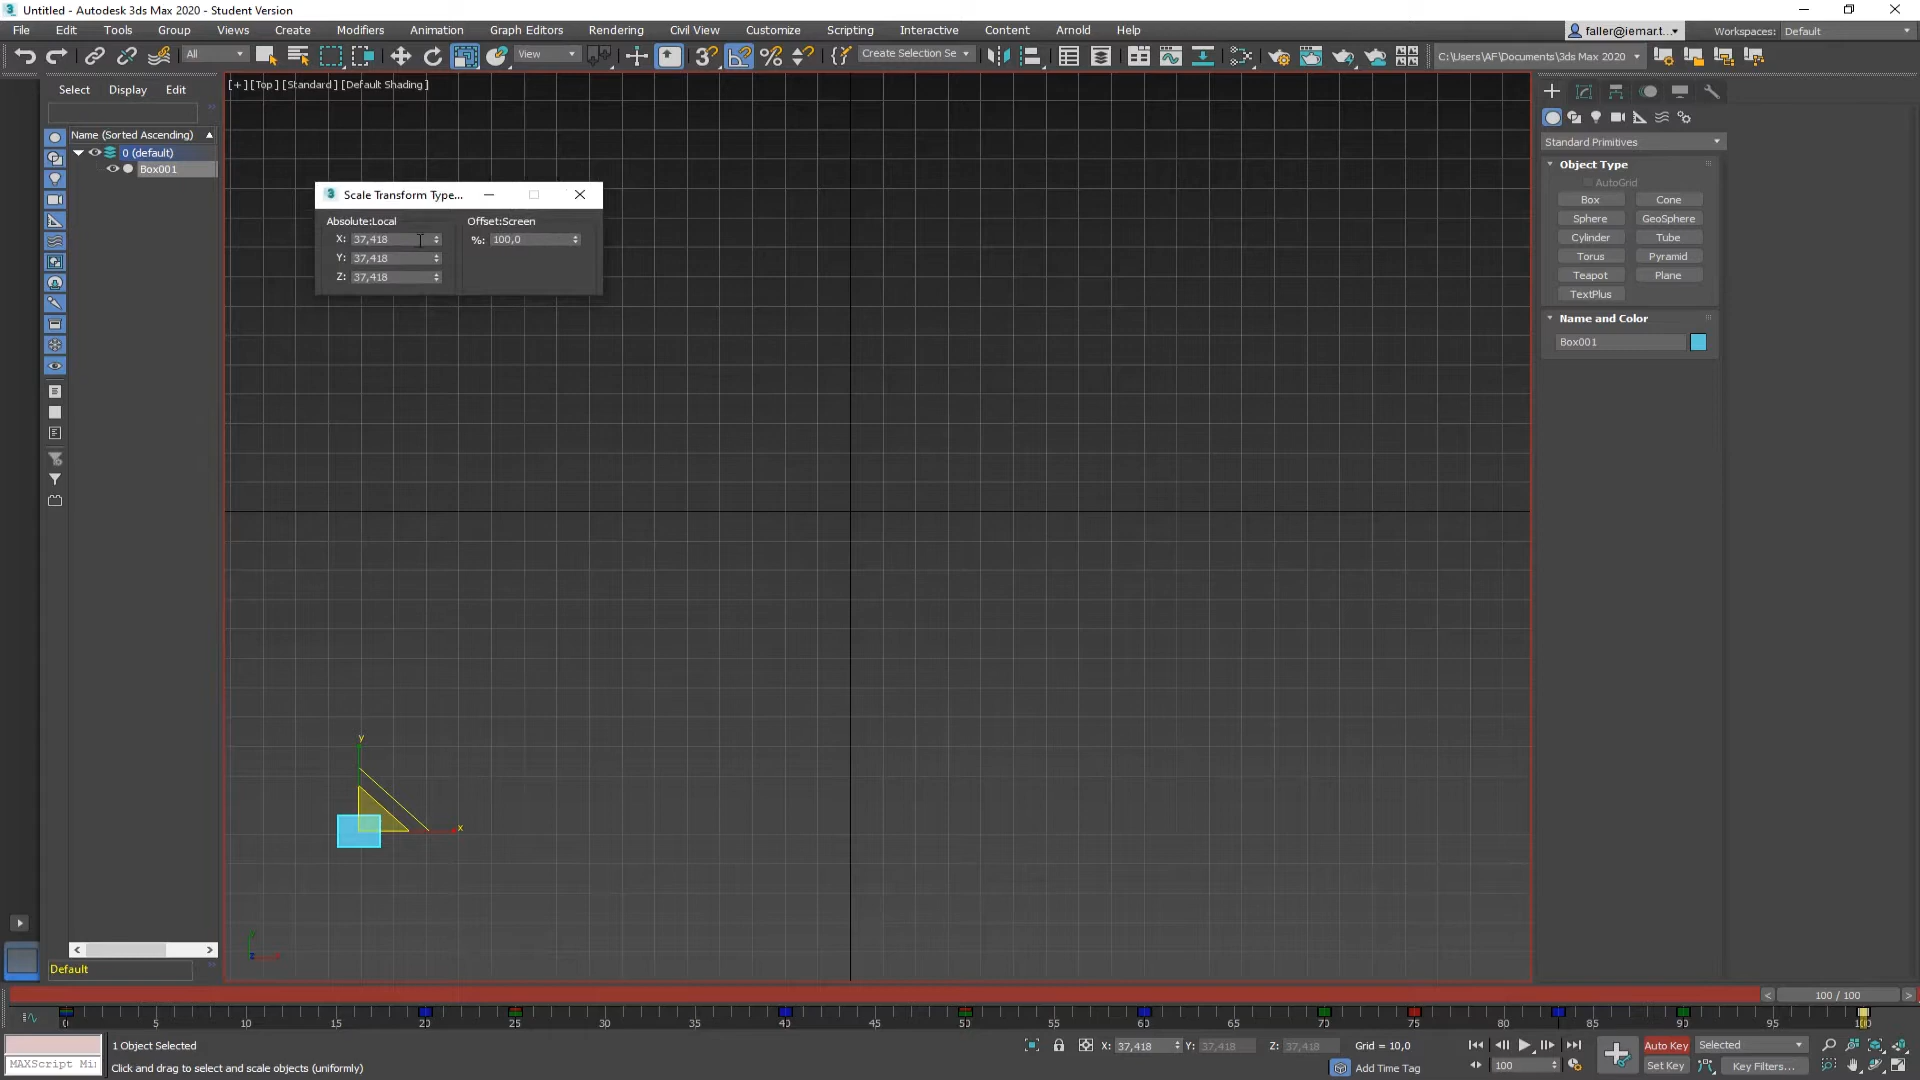 Untitled - Autodesk 3ds Max 2020 - Student Version
File Edit Tools Group Views Create Modifiers Animation Graph Editors Rendering Civil View Customize Scripting Interactive Content Arnold Help
faller@iemar.t... Workspaces: Default
All View Create Selection Se C:\Users\AF\Documents\3ds Max 2020
[+] [Top] [Standard] [Default Shading]
Select Display Edit
Name (Sorted Ascending)
0 (default)
Box001
Scale Transform Type...
Absolute:Local Offset:Screen
X: 37,418 %: 100,0
Y: 37,418
Z: 37,418
Standard Primitives
Object Type
AutoGrid
Box Cone
Sphere GeoSphere
Cylinder Tube
Torus Pyramid
Teapot Plane
TextPlus
Name and Color
Box001
y
x
Default
100 / 100
0 5 10 15 20 25 30 35 40 45 50 55 60 65 70 75 80 85 90 95 100
1 Object Selected
X: 37,418 Y: 37,418 Z: 37,418 Grid = 10,0
Auto Key Selected
MAXScript Mi
Click and drag to select and scale objects (uniformly)
Add Time Tag
100
Set Key Key Filters...